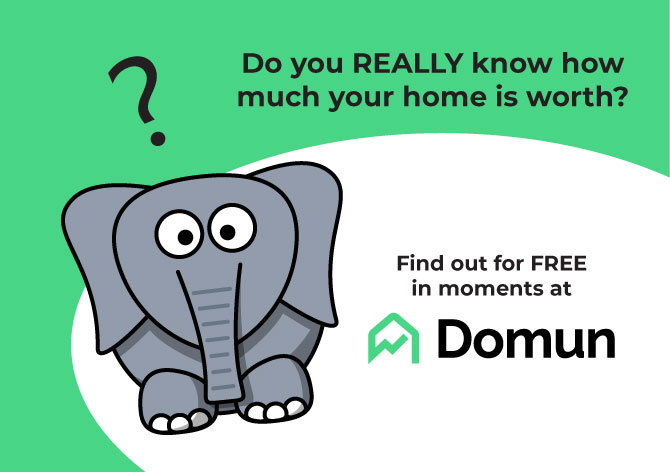 ?
Do you REALLY know how
much your home is worth?
Find out for FREE
in moments at
Domun